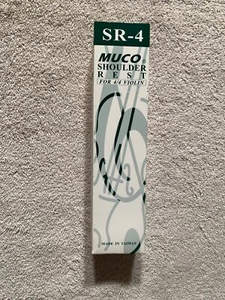 SR-4
MUCO
SHOULDER
REST
FOR 4/4 VIOLIN
MADE IN TAIWAN